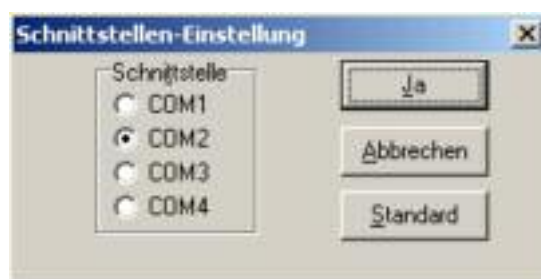 Schnittstellen-Einstellung
Schnittstelle
COM1
COM2
COM3
COM4
Ja
Abbrechen
Standard